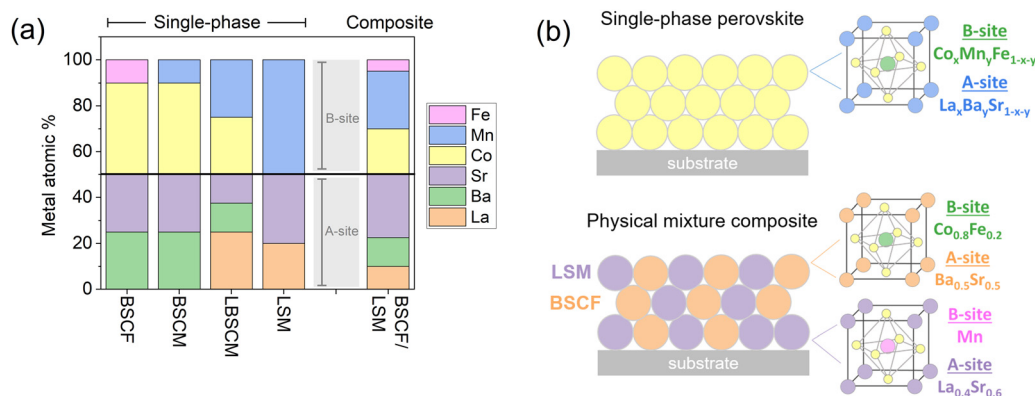 (a)
Single-phase
Composite
Metal atomic %
100
80
60
40
20
0
B-site
A-site
BSCF
BSCM
LBSCM
LSM
BSCF/
LSM
Fe
Mn
Co
Sr
Ba
La
(b)
Single-phase perovskite
substrate
B-site
CoₓMnᵧFe₁₋ₓ₋ᵧ
A-site
LaₓBaᵧSr₁₋ₓ₋ᵧ
Physical mixture composite
LSM
BSCF
substrate
B-site
Co₀.₈Fe₀.₂
A-site
Ba₀.₅Sr₀.₅
B-site
Mn
A-site
La₀.₄Sr₀.₆